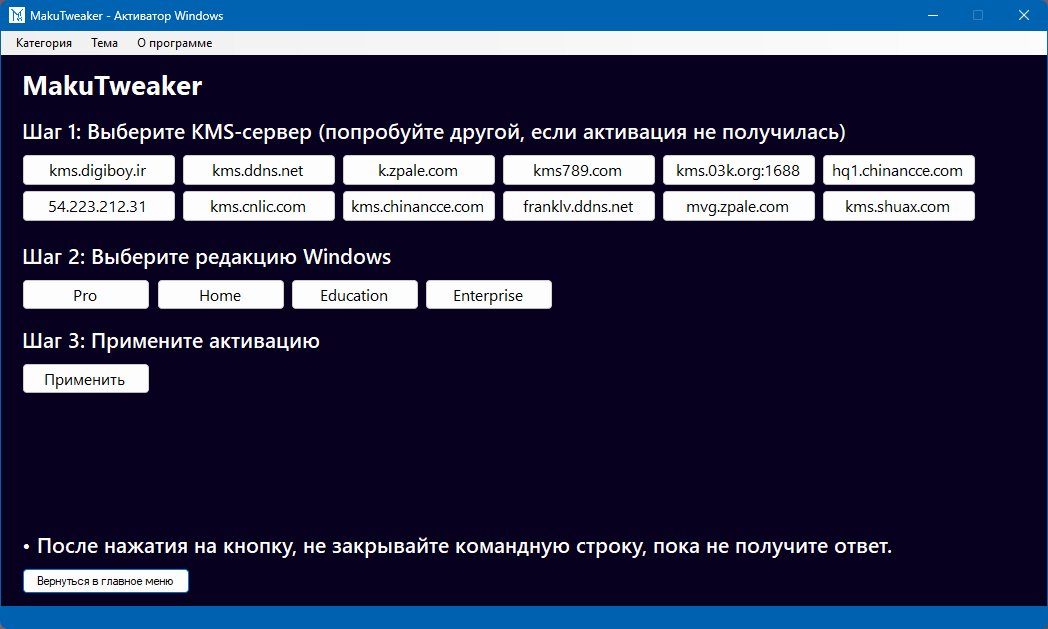 MakuTweaker - Активатор Windows
Категория Тема О программе
MakuTweaker
Шаг 1: Выберите KMS-сервер (попробуйте другой, если активация не получилась)
kms.digiboy.ir kms.ddns.net k.zpale.com kms789.com kms.03k.org:1688 hq1.chinancce.com
54.223.212.31 kms.cnlic.com kms.chinancce.com franklv.ddns.net mvg.zpale.com kms.shuax.com
Шаг 2: Выберите редакцию Windows
Pro Home Education Enterprise
Шаг 3: Примените активацию
Применить
• После нажатия на кнопку, не закрывайте командную строку, пока не получите ответ.
Вернуться в главное меню